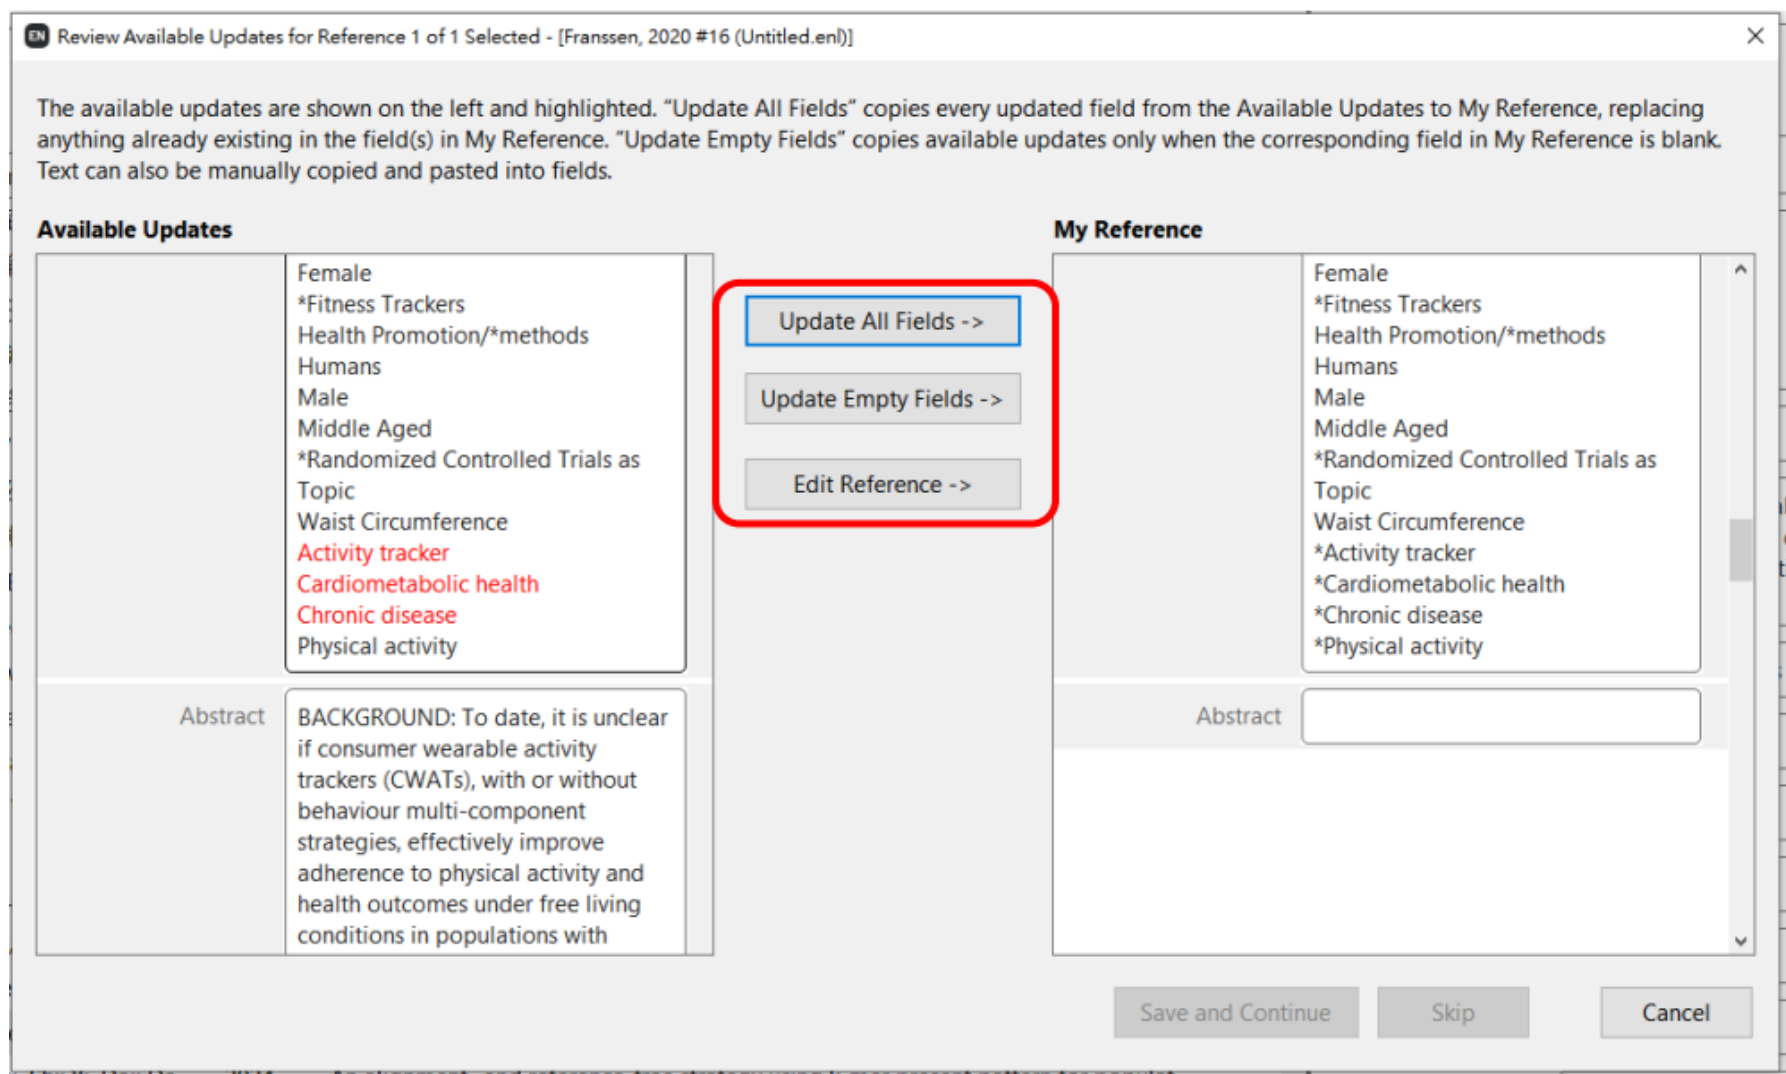 EN Review Available Updates for Reference 1 of 1 Selected - [Franssen, 2020 #16 (Untitled.enl)]
The available updates are shown on the left and highlighted. "Update All Fields" copies every updated field from the Available Updates to My Reference, replacing
anything already existing in the field(s) in My Reference. "Update Empty Fields" copies available updates only when the corresponding field in My Reference is blank.
Text can also be manually copied and pasted into fields.
Available Updates
Female
*Fitness Trackers
Health Promotion/*methods
Humans
Male
Middle Aged
*Randomized Controlled Trials as
Topic
Waist Circumference
Activity tracker
Cardiometabolic health
Chronic disease
Physical activity
Abstract
BACKGROUND: To date, it is unclear
if consumer wearable activity
trackers (CWATs), with or without
behaviour multi-component
strategies, effectively improve
adherence to physical activity and
health outcomes under free living
conditions in populations with
Update All Fields ->
Update Empty Fields ->
Edit Reference ->
My Reference
Female
*Fitness Trackers
Health Promotion/*methods
Humans
Male
Middle Aged
*Randomized Controlled Trials as
Topic
Waist Circumference
*Activity tracker
*Cardiometabolic health
*Chronic disease
*Physical activity
Abstract
Save and Continue
Skip
Cancel